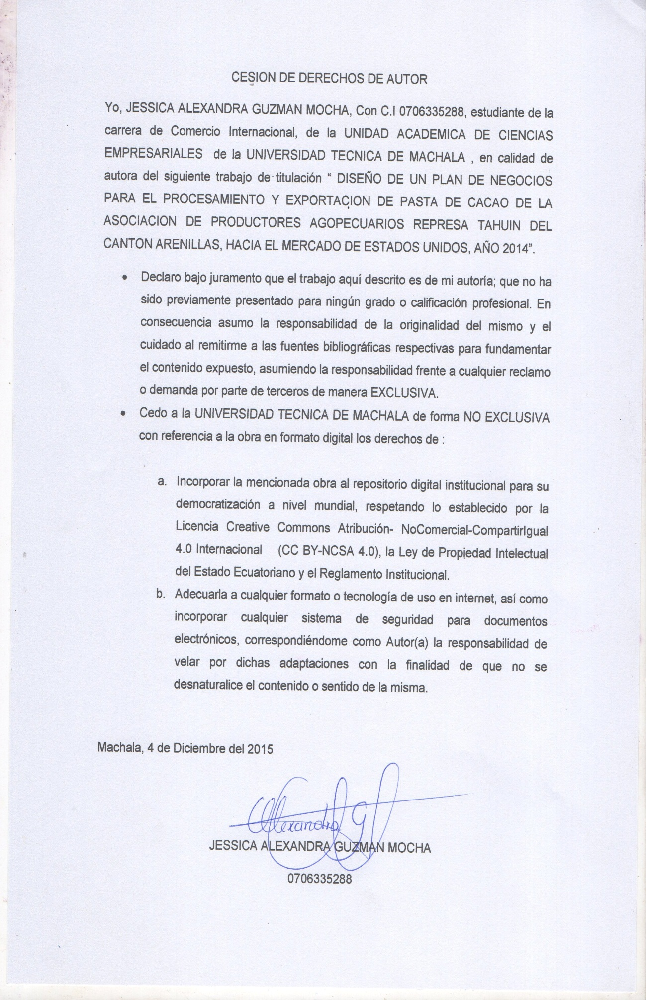 CESION DE DERECHOS DE AUTOR
Yo, JESSICA ALEXANDRA GUZMAN MOCHA, Con C.I 0706335288, estudiante de la
carrera de Comercio Internacional, de la UNIDAD ACADEMICA DE CIENCIAS
EMPRESARIALES de la UNIVERSIDAD TECNICA DE MACHALA , en calidad de
autora del siguiente trabajo de titulación “ DISEÑO DE UN PLAN DE NEGOCIOS
PARA EL PROCESAMIENTO Y EXPORTACION DE PASTA DE CACAO DE LA
ASOCIACION DE PRODUCTORES AGOPECUARIOS REPRESA TAHUIN DEL
CANTON ARENILLAS, HACIA EL MERCADO DE ESTADOS UNIDOS, AÑO 2014”.
• Declaro bajo juramento que el trabajo aquí descrito es de mi autoría; que no ha
sido previamente presentado para ningún grado o calificación profesional. En
consecuencia asumo la responsabilidad de la originalidad del mismo y el
cuidado al remitirme a las fuentes bibliográficas respectivas para fundamentar
el contenido expuesto, asumiendo la responsabilidad frente a cualquier reclamo
o demanda por parte de terceros de manera EXCLUSIVA.
• Cedo a la UNIVERSIDAD TECNICA DE MACHALA de forma NO EXCLUSIVA
con referencia a la obra en formato digital los derechos de :
a. Incorporar la mencionada obra al repositorio digital institucional para su
democratización a nivel mundial, respetando lo establecido por la
Licencia Creative Commons Atribución- NoComercial-CompartirIgual
4.0 Internacional (CC BY-NCSA 4.0), la Ley de Propiedad Intelectual
del Estado Ecuatoriano y el Reglamento Institucional.
b. Adecuarla a cualquier formato o tecnología de uso en internet, así como
incorporar cualquier sistema de seguridad para documentos
electrónicos, correspondiéndome como Autor(a) la responsabilidad de
velar por dichas adaptaciones con la finalidad de que no se
desnaturalice el contenido o sentido de la misma.
Machala, 4 de Diciembre del 2015
Alexandra G
JESSICA ALEXANDRA GUZMAN MOCHA
0706335288